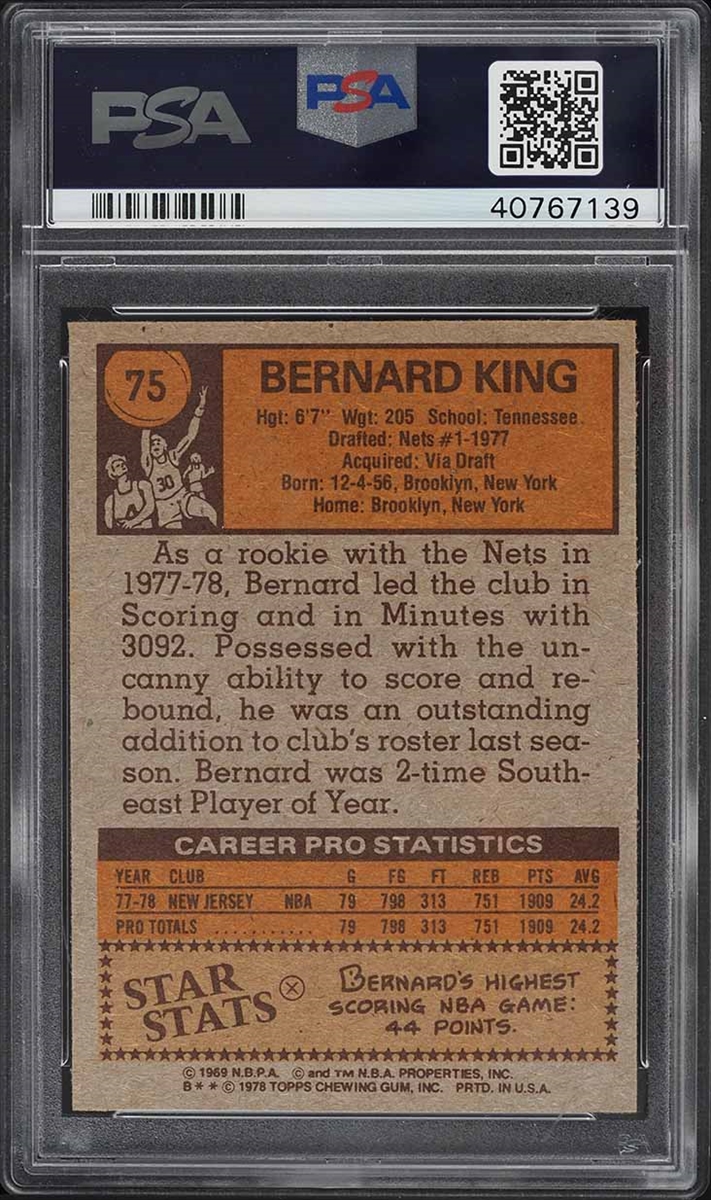 PSA
PSA
40767139
75
BERNARD KING
Hgt: 6'7" Wgt: 205 School: Tennessee
Drafted: Nets #1-1977
Acquired: Via Draft
Born: 12-4-56, Brooklyn, New York
Home: Brooklyn, New York
30
As a rookie with the Nets in
1977-78, Bernard led the club in
Scoring and in Minutes with
3092. Possessed with the un-
canny ability to score and re-
bound, he was an outstanding
addition to club's roster last sea-
son. Bernard was 2-time South-
east Player of Year.
CAREER PRO STATISTICS
YEAR CLUB G FG FT REB PTS AVG
77-78 NEW JERSEY NBA 79 798 313 751 1909 24.2
PRO TOTALS ........... 79 798 313 751 1909 24.2
STAR STATS
BERNARD'S HIGHEST
SCORING NBA GAME:
44 POINTS.
© 1969 N.B.P.A. © and TM N.B.A. PROPERTIES, INC.
B * * © 1978 TOPPS CHEWING GUM, INC. PRTD. IN U.S.A.